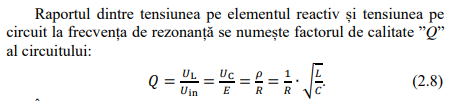 Raportul dintre tensiunea pe elementul reactiv și tensiunea pe
circuit la frecvența de rezonanță se numește factorul de calitate ”Q”
al circuitului:
Q = U_L/U_in = U_C/E = ρ/R = 1/R · √(L/C). (2.8)